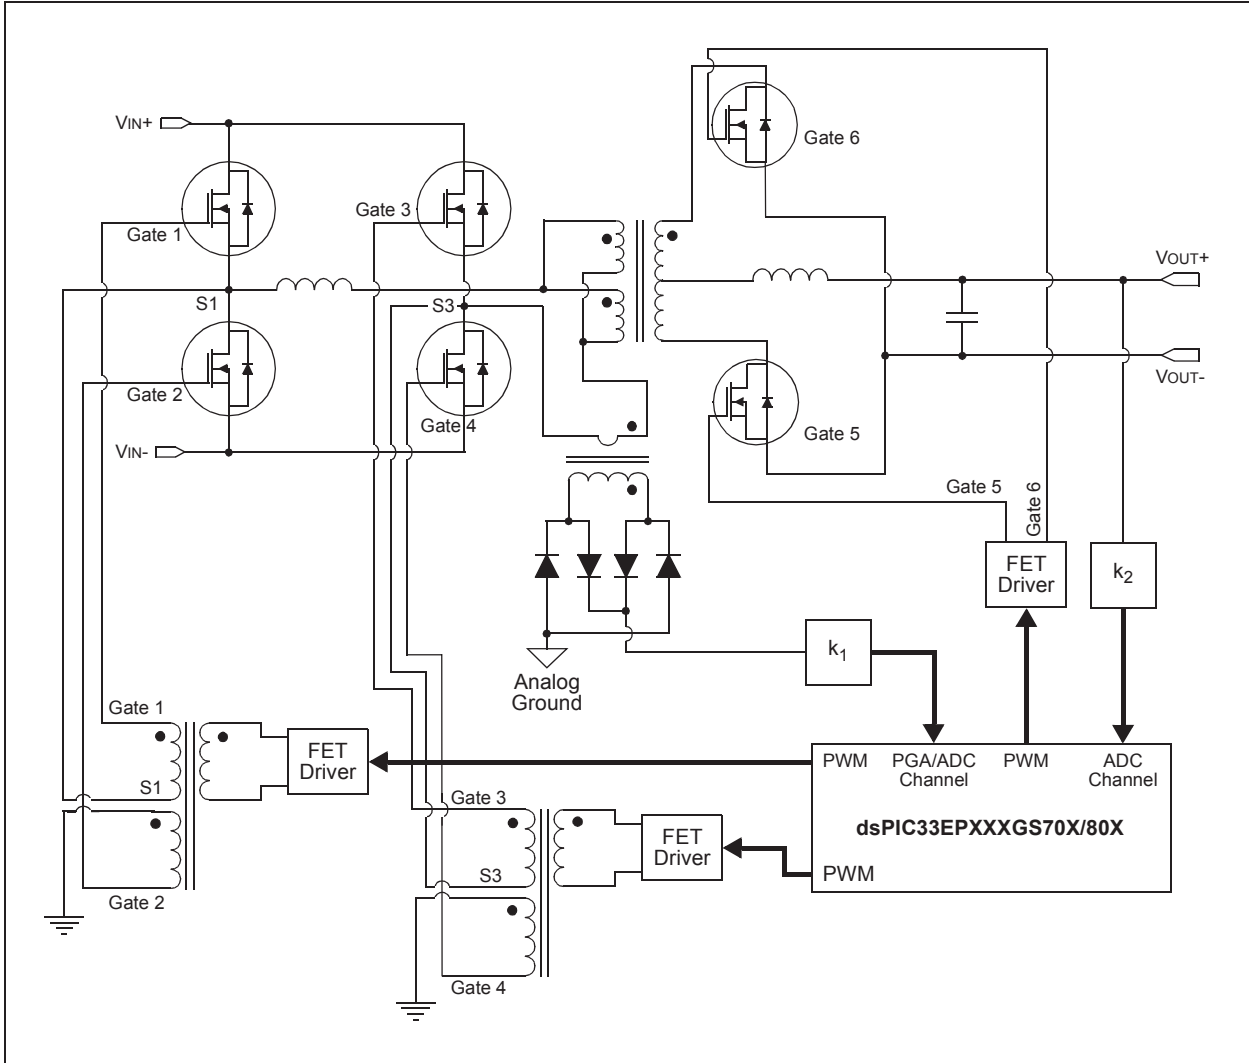 VIN+
Gate 6
Gate 3
Gate 1
VOUT+
S1
S3
VOUT-
Gate 2
Gate 4
Gate 5
VIN-
Gate 5
Gate 6
FET
Driver
k2
k1
Analog
Ground
Gate 1
FET
Driver
PWM
PGA/ADC
Channel
PWM
ADC
Channel
S1
Gate 3
dsPIC33EPXXXGS70X/80X
FET
Driver
S3
PWM
Gate 2
Gate 4